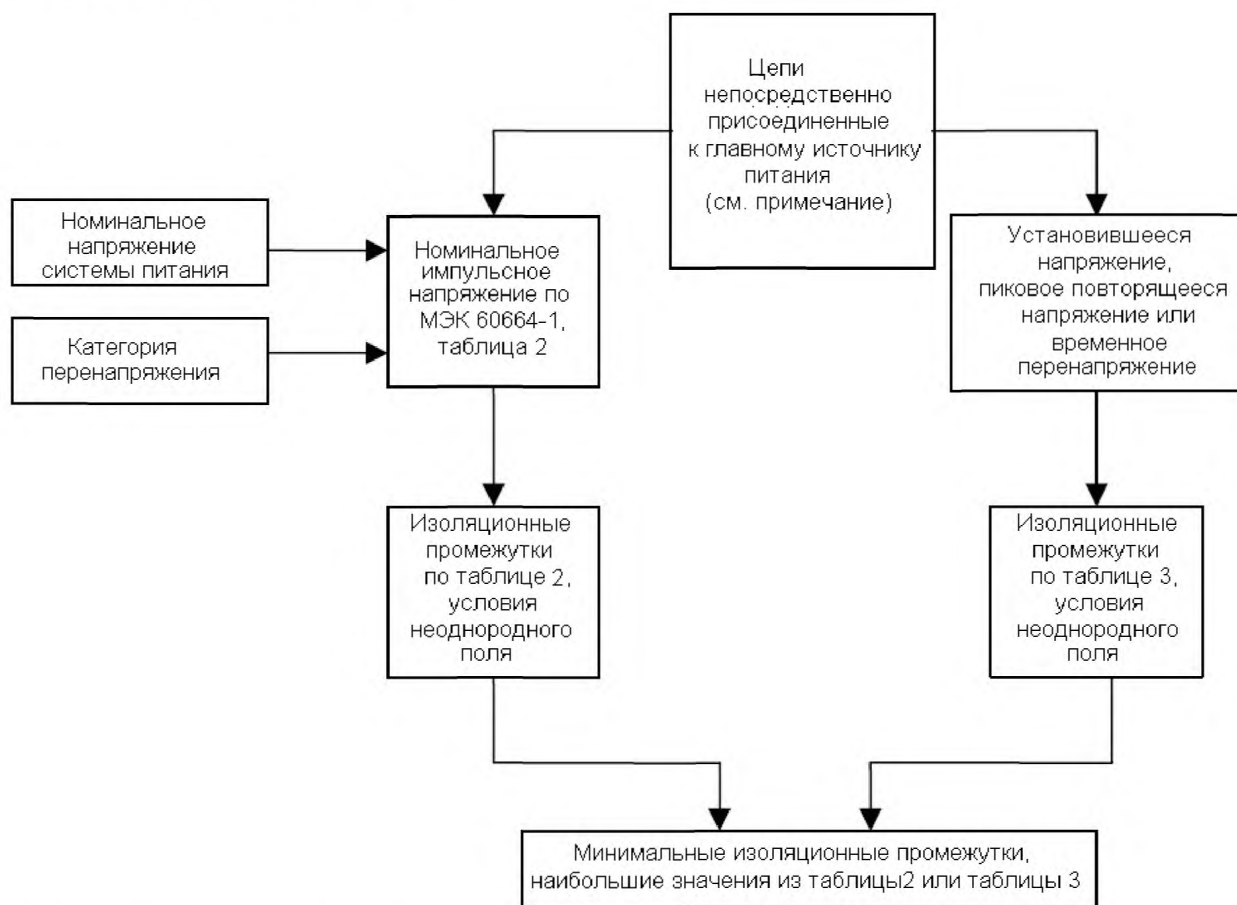 Цепи
непосредственно
присоединенные
к главному источнику
питания
(см. примечание)
Номинальное
напряжение
системы питания
Номинальное
импульсное
напряжение по
МЭК 60664-1,
таблица 2
Установившееся
напряжение,
пиковое повторящееся
напряжение или
временное
перенапряжение
Категория
перенапряжения
Изоляционные
промежутки
по таблице 2,
условия
неоднородного
поля
Изоляционные
промежутки
по таблице 3,
условия
неоднородного
поля
Минимальные изоляционные промежутки,
наибольшие значения из таблицы2 или таблицы 3